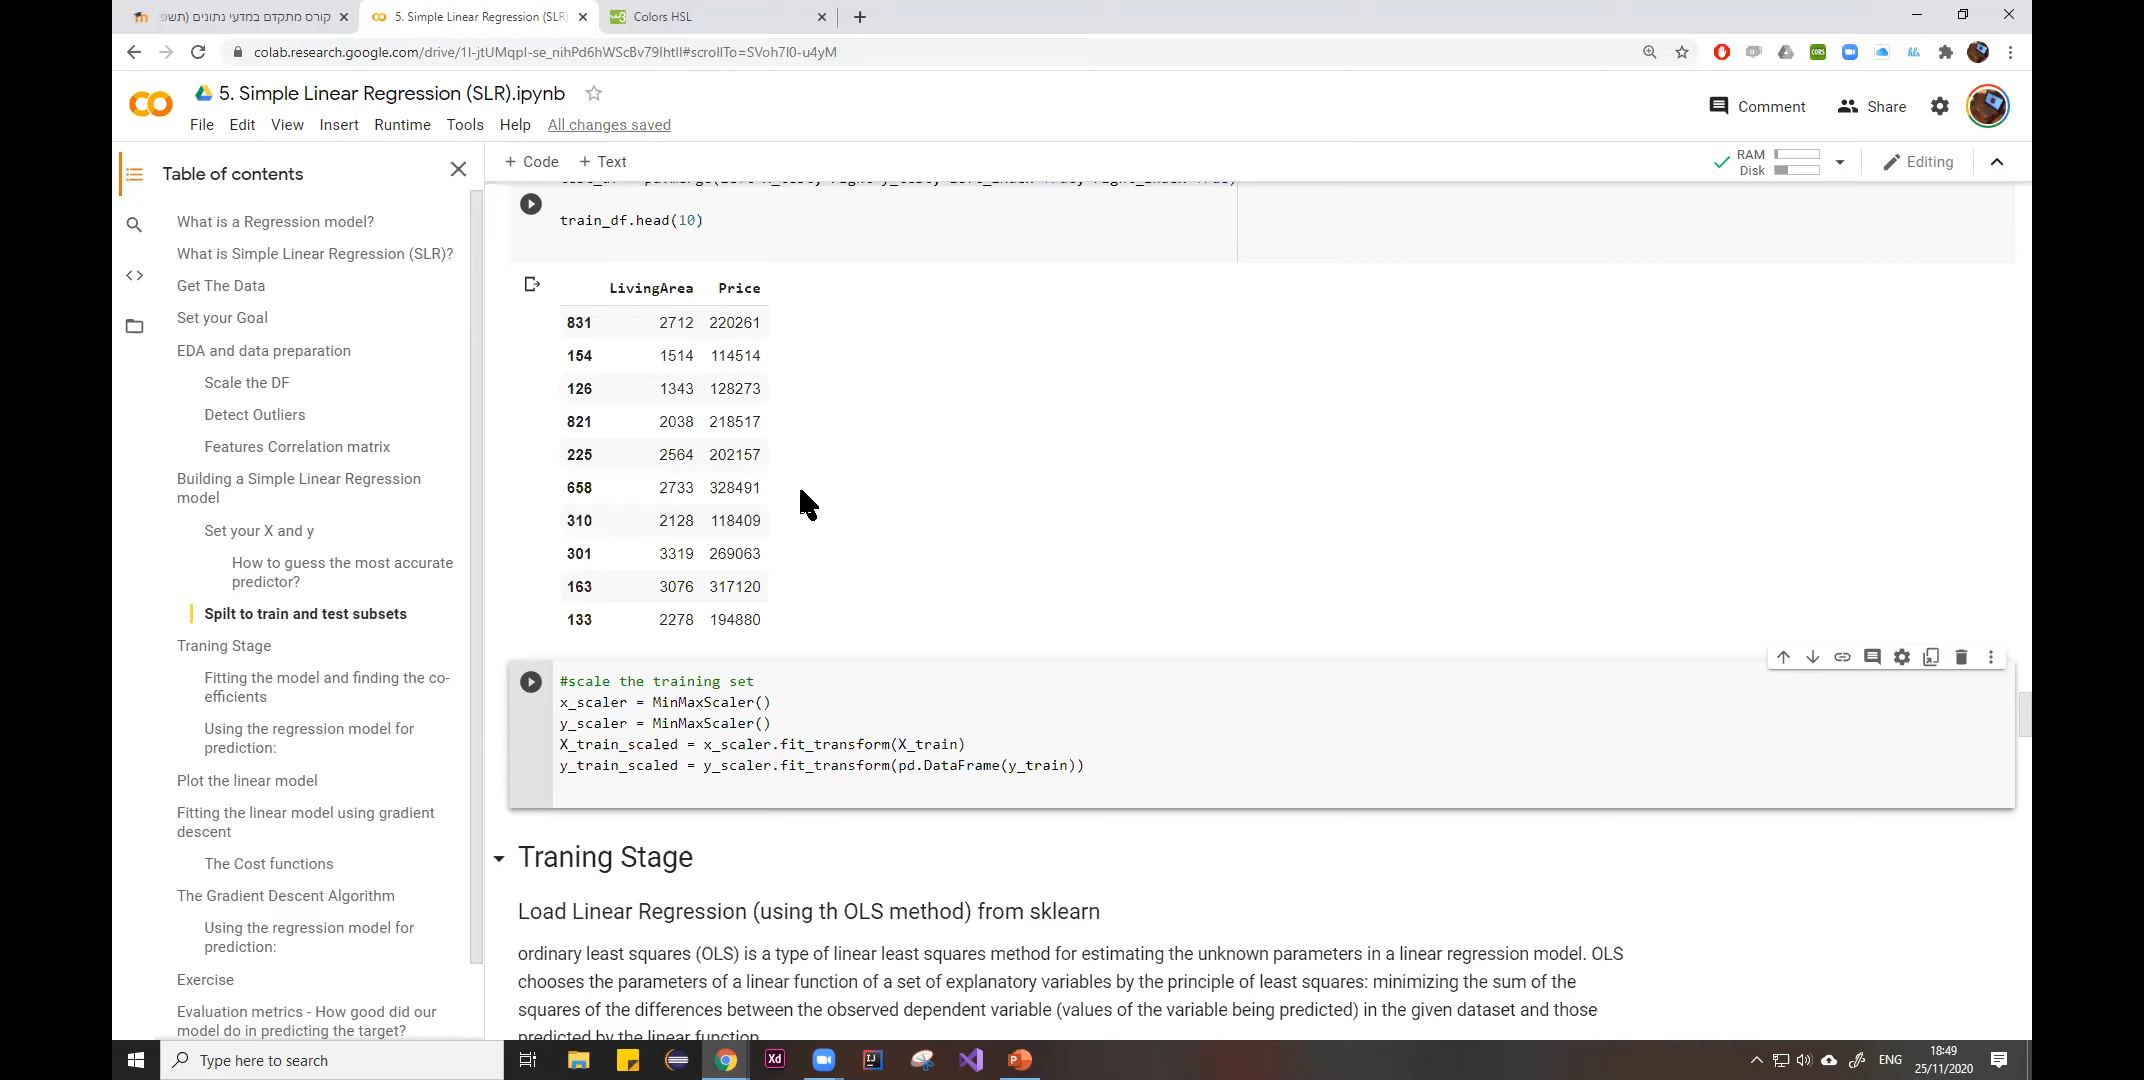 קורס מתקדם במדעי נתונים (תשפ
5. Simple Linear Regression (SLR)
Colors HSL
colab.research.google.com/drive/1I-jtUMqpI-se_nihPd6hWScBv79IhtlI#scrollTo=SVoh7I0-u4yM
5. Simple Linear Regression (SLR).ipynb
Comment
Share
File Edit View Insert Runtime Tools Help All changes saved
Table of contents
+ Code + Text
RAM
Disk
Editing
What is a Regression model?
What is Simple Linear Regression (SLR)?
Get The Data
Set your Goal
EDA and data preparation
Scale the DF
Detect Outliers
Features Correlation matrix
Building a Simple Linear Regression
model
Set your X and y
How to guess the most accurate
predictor?
Spilt to train and test subsets
Traning Stage
Fitting the model and finding the co-
efficients
Using the regression model for
prediction:
Plot the linear model
Fitting the linear model using gradient
descent
The Cost functions
The Gradient Descent Algorithm
Using the regression model for
prediction:
Exercise
Evaluation metrics - How good did our
model do in predicting the target?
train_df.head(10)
LivingArea Price
831 2712 220261
154 1514 114514
126 1343 128273
821 2038 218517
225 2564 202157
658 2733 328491
310 2128 118409
301 3319 269063
163 3076 317120
133 2278 194880
#scale the training set
x_scaler = MinMaxScaler()
y_scaler = MinMaxScaler()
X_train_scaled = x_scaler.fit_transform(X_train)
y_train_scaled = y_scaler.fit_transform(pd.DataFrame(y_train))
Traning Stage
Load Linear Regression (using th OLS method) from sklearn
ordinary least squares (OLS) is a type of linear least squares method for estimating the unknown parameters in a linear regression model. OLS
chooses the parameters of a linear function of a set of explanatory variables by the principle of least squares: minimizing the sum of the
squares of the differences between the observed dependent variable (values of the variable being predicted) in the given dataset and those
predicted by the linear function
Type here to search
ENG
18:49
25/11/2020